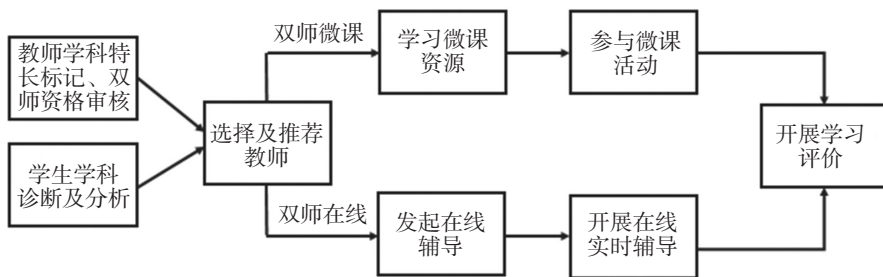 教师学科特
长标记、双
师资格审核
学生学科
诊断及分析
选择及推荐
教师
双师微课
学习微课
资源
参与微课
活动
双师在线
发起在线
辅导
开展在线
实时辅导
开展学习
评价